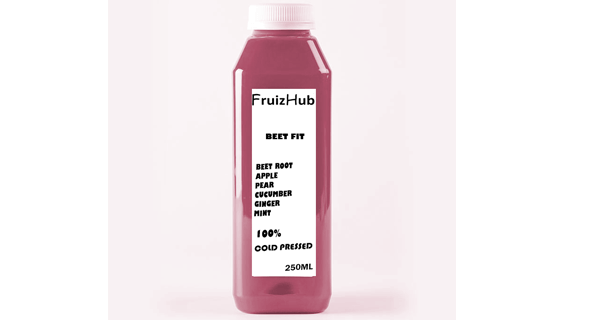 FruizHub
BEET FIT
BEET ROOT
APPLE
PEAR
CUCUMBER
GINGER
MINT
100%
COLD PRESSED
250ML